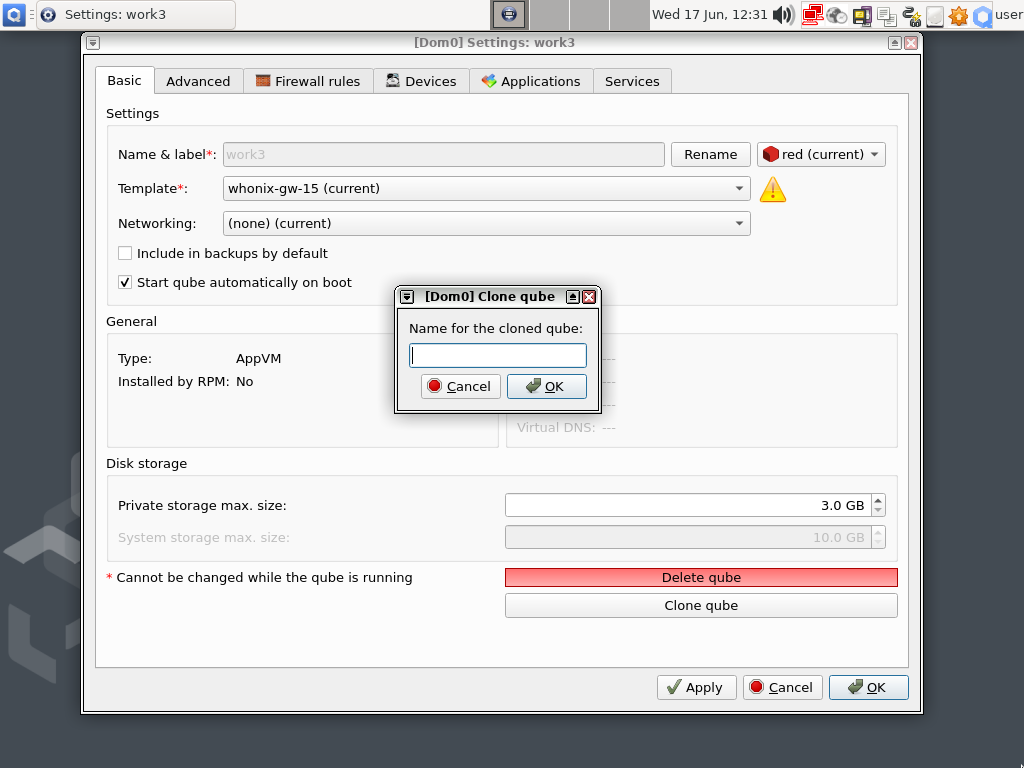 Settings: work3
Wed 17 Jun, 12:31
user
[Dom0] Settings: work3
Basic
Advanced
Firewall rules
Devices
Applications
Services
Settings
Name & label*:
work3
Rename
red (current)
Template*:
whonix-gw-15 (current)
Networking:
(none) (current)
Include in backups by default
Start qube automatically on boot
[Dom0] Clone qube
Name for the cloned qube:
Cancel
OK
General
Type:
AppVM
Installed by RPM:
No
---
---
---
Virtual DNS:
---
Disk storage
Private storage max. size:
3.0 GB
System storage max. size:
10.0 GB
* Cannot be changed while the qube is running
Delete qube
Clone qube
Apply
Cancel
OK